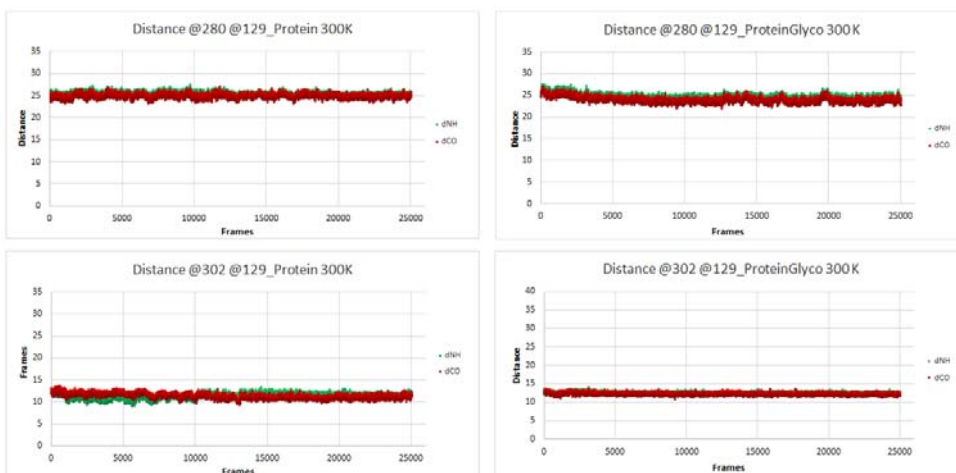 Distance @280 @129_Protein 300K
35
30
25
20
15
10
5
0
Distance
0 5000 10000 15000 20000 25000
Frames
dNH
dCO
Distance @280 @129_ProteinGlyco 300 K
35
30
25
20
15
10
5
0
Distance
0 5000 10000 15000 20000 25000
Frames
dNH
dCO
Distance @302 @129_Protein 300K
35
30
25
20
15
10
5
0
Frames
0 5000 10000 15000 20000 25000
Frames
dNH
dCO
Distance @302 @129_ProteinGlyco 300 K
40
35
30
25
20
15
10
5
0
Distance
0 5000 10000 15000 20000 25000
Frames
dNH
dCO